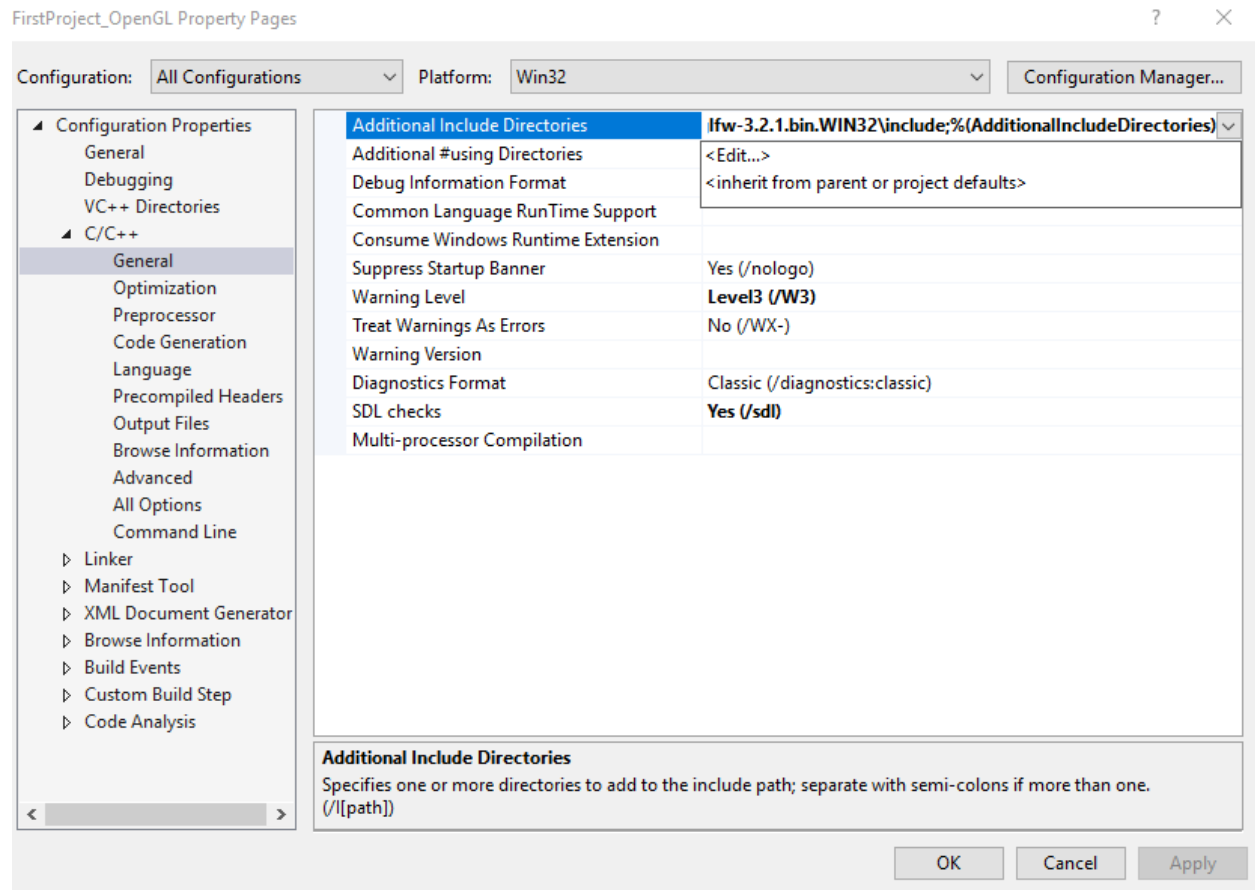 FirstProject_OpenGL Property Pages
Configuration: All Configurations Platform: Win32 Configuration Manager...
Configuration Properties
General
Debugging
VC++ Directories
C/C++
General
Optimization
Preprocessor
Code Generation
Language
Precompiled Headers
Output Files
Browse Information
Advanced
All Options
Command Line
Linker
Manifest Tool
XML Document Generator
Browse Information
Build Events
Custom Build Step
Code Analysis
Additional Include Directories lfw-3.2.1.bin.WIN32\include;%(AdditionalIncludeDirectories)
Additional #using Directories <Edit...>
Debug Information Format <inherit from parent or project defaults>
Common Language RunTime Support
Consume Windows Runtime Extension
Suppress Startup Banner Yes (/nologo)
Warning Level Level3 (/W3)
Treat Warnings As Errors No (/WX-)
Warning Version
Diagnostics Format Classic (/diagnostics:classic)
SDL checks Yes (/sdl)
Multi-processor Compilation
Additional Include Directories
Specifies one or more directories to add to the include path; separate with semi-colons if more than one.
(/I[path])
OK Cancel Apply